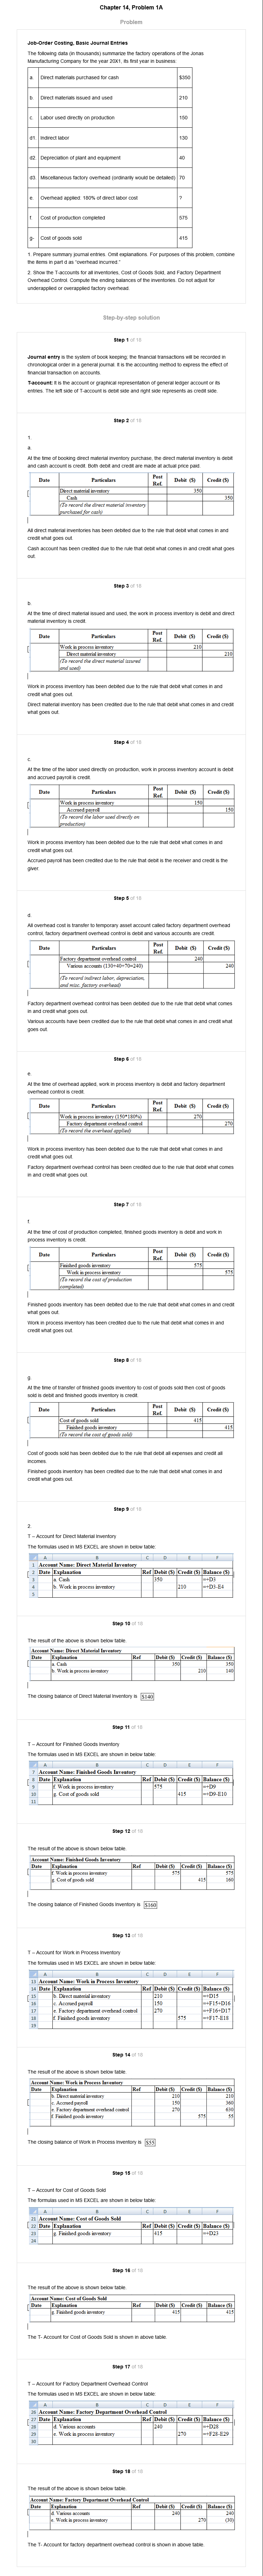 Chapter 14, Problem 1A
Problem
Job-Order Costing, Basic Journal Entries
The following data (in thousands) summarize the factory operations of the Jonas
Manufacturing Company for the year 20X1, its first year in business:
a. Direct materials purchased for cash $350
b. Direct materials issued and used 210
c. Labor used directly on production 150
d1. Indirect labor 130
d2. Depreciation of plant and equipment 40
d3. Miscellaneous factory overhead (ordinarily would be detailed) 70
e. Overhead applied: 180% of direct labor cost ?
f. Cost of production completed 575
g. Cost of goods sold 415
1. Prepare summary journal entries. Omit explanations. For purposes of this problem, combine
the items in part d as "overhead incurred."
2. Show the T-accounts for all inventories, Cost of Goods Sold, and Factory Department
Overhead Control. Compute the ending balances of the inventories. Do not adjust for
underapplied or overapplied factory overhead.
Step-by-step solution
Step 1 of 18
Journal entry is the system of book keeping, the financial transactions will be recorded in
chronological order in a general journal. It is the accounting method to express the effect of
financial transaction on accounts.
T-account: It is the account or graphical representation of general ledger account or its
entries. The left side of T-account is debit side and right side represents as credit side.
Step 2 of 18
1.
a.
At the time of booking direct material inventory purchase, the direct material inventory is debit
and cash account is credit. Both debit and credit are made at actual price paid.
Date Particulars Post Ref. Debit ($) Credit ($)
Direct material inventory 350
Cash 350
(To record the direct material inventory
purchased for cash)
All direct material inventories has been debited due to the rule that debit what comes in and
credit what goes out.
Cash account has been credited due to the rule that debit what comes in and credit what goes
out.
Step 3 of 18
b.
At the time of direct material issued and used, the work in process inventory is debit and direct
material inventory is credit.
Date Particulars Post Ref. Debit ($) Credit ($)
Work in process inventory 210
Direct material inventory 210
(To record the direct material issured
and used)
Work in process inventory has been debited due to the rule that debit what comes in and
credit what goes out.
Direct material inventory has been credited due to the rule that debit what comes in and credit
what goes out.
Step 4 of 18
c.
At the time of the labor used directly on production, work in process inventory account is debit
and accrued payroll is credit.
Date Particulars Post Ref. Debit ($) Credit ($)
Work in process inventory 150
Accrued payroll 150
(To record the labor used directly on
production)
Work in process inventory has been debited due to the rule that debit what comes in and
credit what goes out.
Accrued payroll has been credited due to the rule that debit is the receiver and credit is the
giver.
Step 5 of 18
d.
All overhead cost is transfer to temporary asset account called factory department overhead
control, factory department overhead control is debit and various accounts are credit.
Date Particulars Post Ref. Debit ($) Credit ($)
Factory department overhead control 240
Various accounts (130+40+70=240) 240
(To record indirect labor, depreciation,
and misc. factory overhead)
Factory department overhead control has been debited due to the rule that debit what comes
in and credit what goes out.
Various accounts have been credited due to the rule that debit what comes in and credit what
goes out.
Step 6 of 18
e.
At the time of overhead applied, work in process inventory is debit and factory department
overhead control is credit.
Date Particulars Post Ref. Debit ($) Credit ($)
Work in process inventory (150*180%) 270
Factory department overhead control 270
(To record the overhead applied)
Work in process inventory has been debited due to the rule that debit what comes in and
credit what goes out.
Factory department overhead control has been credited due to the rule that debit what comes
in and credit what goes out.
Step 7 of 18
f.
At the time of cost of production completed, finished goods inventory is debit and work in
process inventory is credit.
Date Particulars Post Ref. Debit ($) Credit ($)
Finished goods inventory 575
Work in process inventory 575
(To record the cost of production
completed)
Finished goods inventory has been debited due to the rule that debit what comes in and credit
what goes out.
Work in process inventory has been credited due to the rule that debit what comes in and
credit what goes out.
Step 8 of 18
g.
At the time of transfer of finished goods inventory to cost of goods sold then cost of goods
sold is debit and finished goods inventory is credit.
Date Particulars Post Ref. Debit ($) Credit ($)
Cost of goods sold 415
Finished goods inventory 415
(To record the cost of goods sold)
Cost of goods sold has been debited due to the rule that debit all expenses and credit all
incomes.
Finished goods inventory has been credited due to the rule that debit what comes in and
credit what goes out.
Step 9 of 18
2.
T – Account for Direct Material Inventory
The formulas used in MS EXCEL are shown in below table:
A B C D E F
1 Account Name: Direct Material Inventory
2 Date Explanation Ref Debit ($) Credit ($) Balance ($)
3 a. Cash 350 =+D3
4 b. Work in process inventory 210 =+D3-E4
5
Step 10 of 18
The result of the above is shown below table.
Account Name: Direct Material Inventory
Date Explanation Ref Debit ($) Credit ($) Balance ($)
a. Cash 350 350
b. Work in process inventory 210 140
The closing balance of Direct Material Inventory is $140
Step 11 of 18
T – Account for Finished Goods Inventory
The formulas used in MS EXCEL are shown in below table:
A B C D E F
7 Account Name: Finished Goods Inventory
8 Date Explanation Ref Debit ($) Credit ($) Balance ($)
9 f. Work in process inventory 575 =+D9
10 g. Cost of goods sold 415 =+D9-E10
11
Step 12 of 18
The result of the above is shown below table.
Account Name: Finished Goods Inventory
Date Explanation Ref Debit ($) Credit ($) Balance ($)
f. Work in process inventory 575 575
g. Cost of goods sold 415 160
The closing balance of Finished Goods Inventory is $160
Step 13 of 18
T – Account for Work in Process Inventory
The formulas used in MS EXCEL are shown in below table:
A B C D E F
13 Account Name: Work in Process Inventory
14 Date Explanation Ref Debit ($) Credit ($) Balance ($)
15 b. Direct material inventory 210 =+D15
16 c. Accrued payroll 150 =+F15+D16
17 e. Factory department overhead control 270 =+F16+D17
18 f. Finished goods inventory 575 =+F17-E18
19
Step 14 of 18
The result of the above is shown below table.
Account Name: Work in Process Inventory
Date Explanation Ref Debit ($) Credit ($) Balance ($)
b. Direct material inventory 210 210
c. Accrued payroll 150 360
e. Factory department overhead control 270 630
f. Finished goods inventory 575 55
The closing balance of Work in Process Inventory is $55
Step 15 of 18
T – Account for Cost of Goods Sold
The formulas used in MS EXCEL are shown in below table:
A B C D E F
21 Account Name: Cost of Goods Sold
22 Date Explanation Ref Debit ($) Credit ($) Balance ($)
23 g. Finished goods inventory 415 =+D23
24
Step 16 of 18
The result of the above is shown below table.
Account Name: Cost of Goods Sold
Date Explanation Ref Debit ($) Credit ($) Balance ($)
g. Finished goods inventory 415 415
The T- Account for Cost of Goods Sold is shown in above table.
Step 17 of 18
T – Account for Factory Department Overhead Control
The formulas used in MS EXCEL are shown in below table:
A B C D E F
26 Account Name: Factory Department Overhead Control
27 Date Explanation Ref Debit ($) Credit ($) Balance ($)
28 d. Various accounts 240 =+D28
29 e. Work in process inventory 270 =+F28-E29
30
Step 18 of 18
The result of the above is shown below table.
Account Name: Factory Department Overhead Control
Date Explanation Ref Debit ($) Credit ($) Balance ($)
d. Various accounts 240 240
e. Work in process inventory 270 (30)
The T- Account for factory department overhead control is shown in above table.